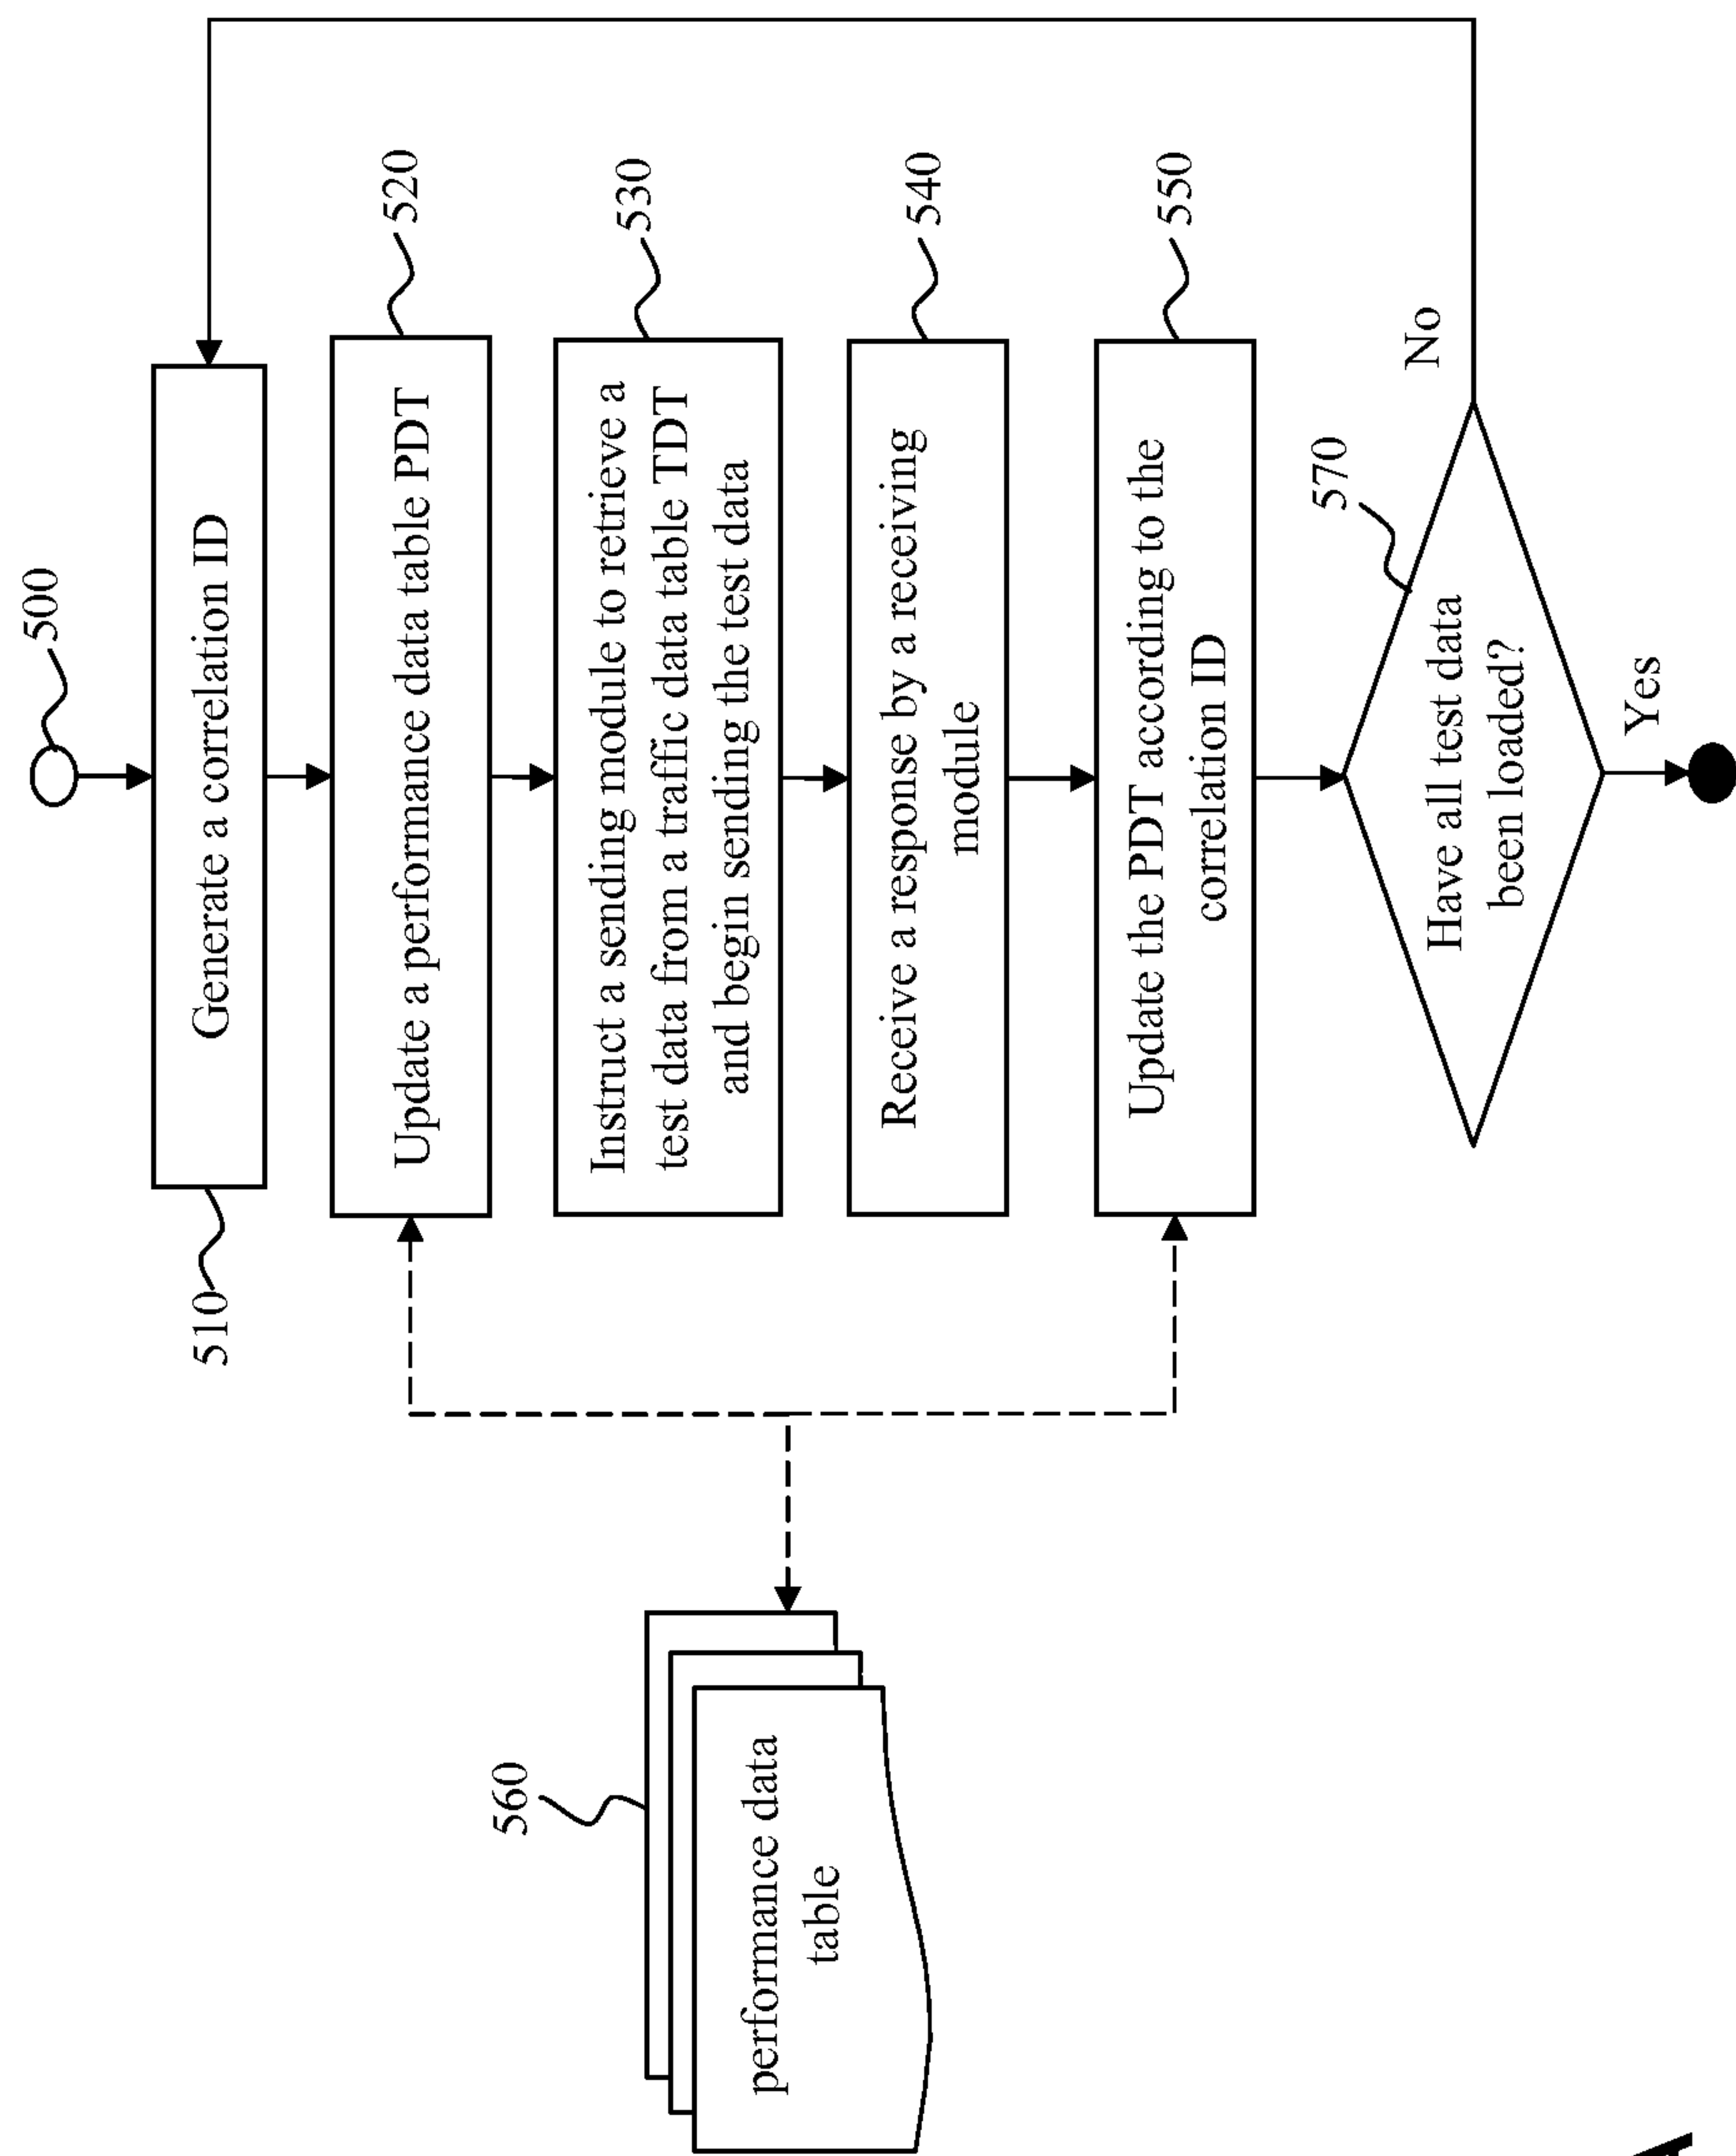 500
510
Generate a correlation ID
Update a performance data table PDT
520
Instruct a sending module to retrieve a
test data from a traffic data table TDT
and begin sending the test data
530
Receive a response by a receiving
module
540
Update the PDT according to the
correlation ID
550
560
performance data
table
570
Have all test data
been loaded?
No
Yes